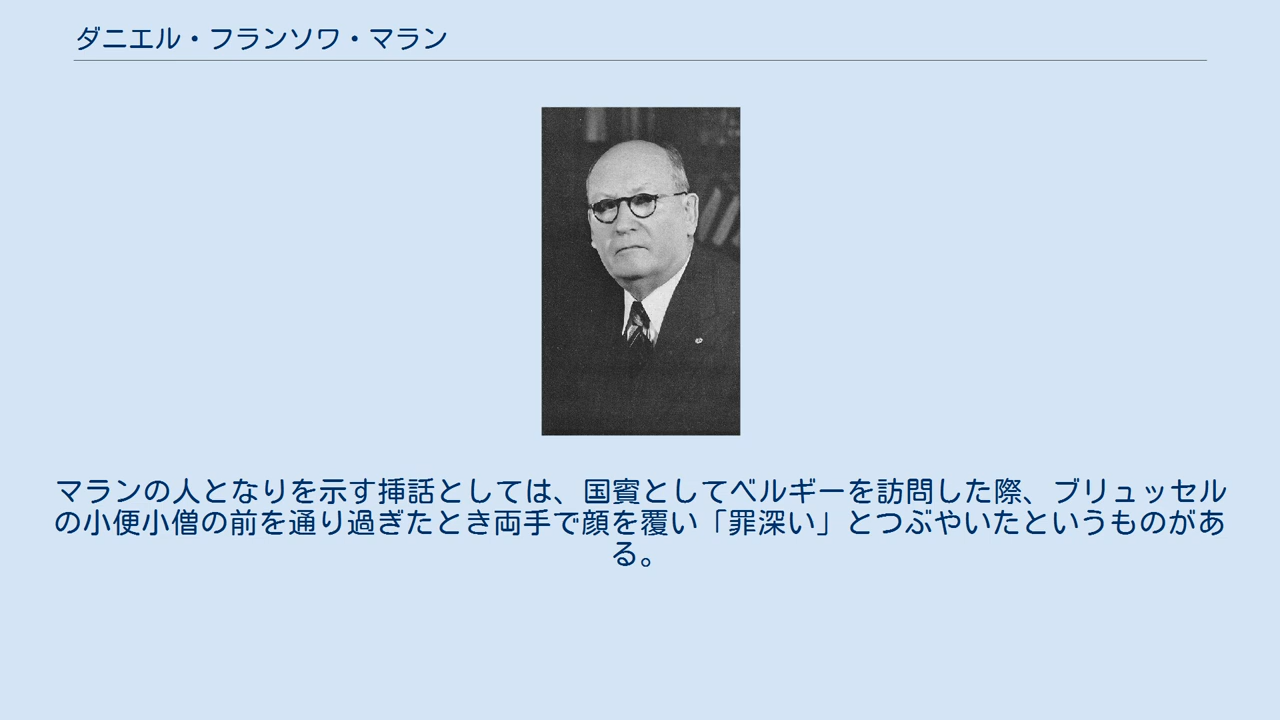 ダニエル・フランソワ・マラン
マランの人となりを示す挿話としては、国賓としてベルギーを訪問した際、ブリュッセル
の小便小僧の前を通り過ぎたとき両手で顔を覆い「罪深い」とつぶやいたというものがあ
る。